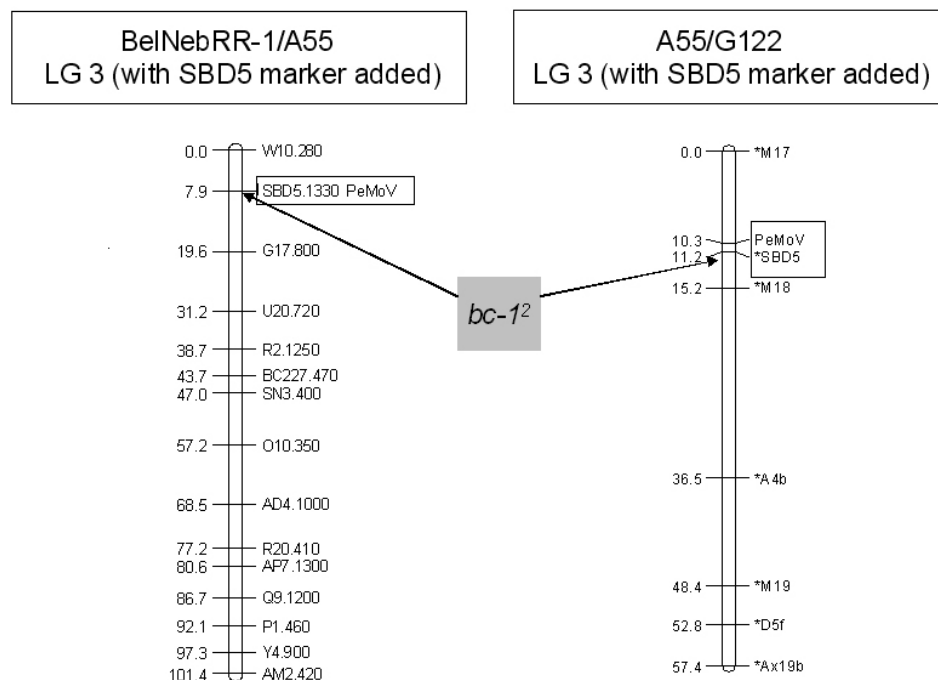 BelNebRR-1/A55
LG 3 (with SBD5 marker added)
0.0 W10.280
7.9 SBD5.1330 PeMoV
19.6 G17.800
31.2 U20.720
38.7 R2.1250
43.7 BC227.470
47.0 SN3.400
57.2 O10.350
68.5 AD4.1000
77.2 R20.410
80.6 AP7.1300
86.7 Q9.1200
92.1 P1.460
97.3 Y4.900
101.4 AM2.420
bc-1²
A55/G122
LG 3 (with SBD5 marker added)
0.0 *M17
10.3 PeMoV
11.2 *SBD5
15.2 *M18
36.5 *A4b
48.4 *M19
52.8 *D5f
57.4 *Ax19b